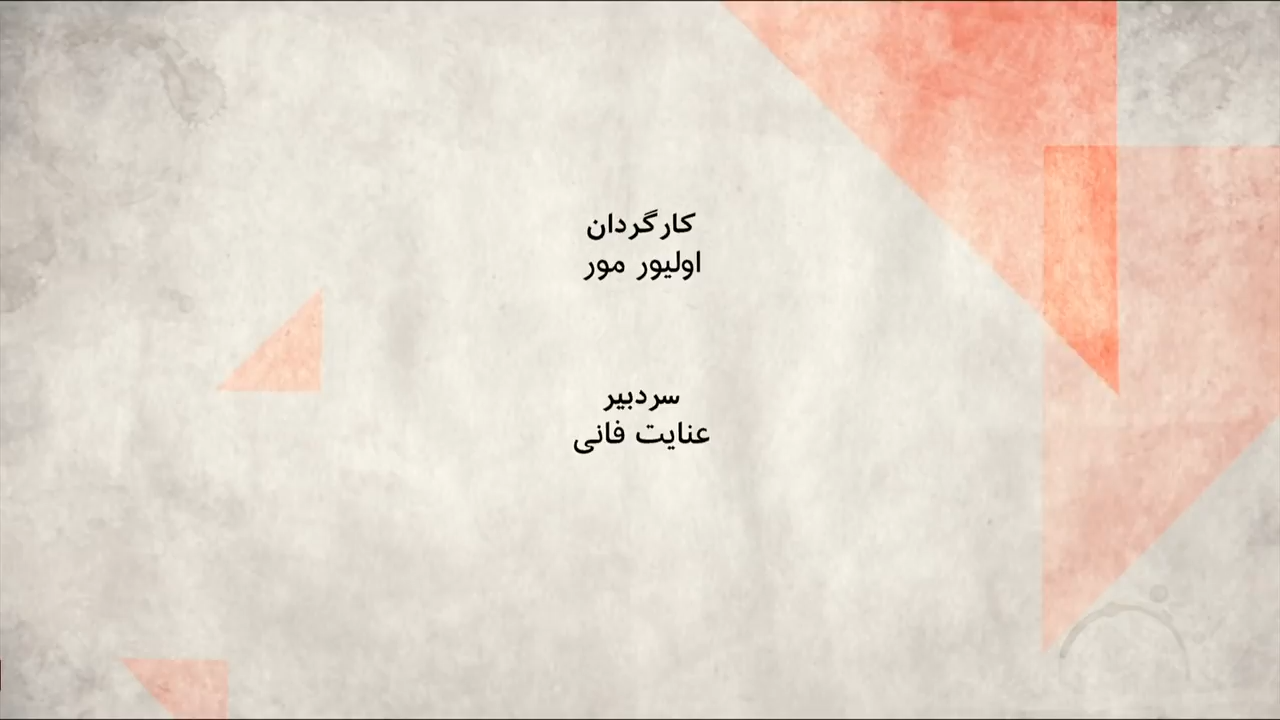 کارگردان
اولیور مور
سردبیر
عنایت فانی